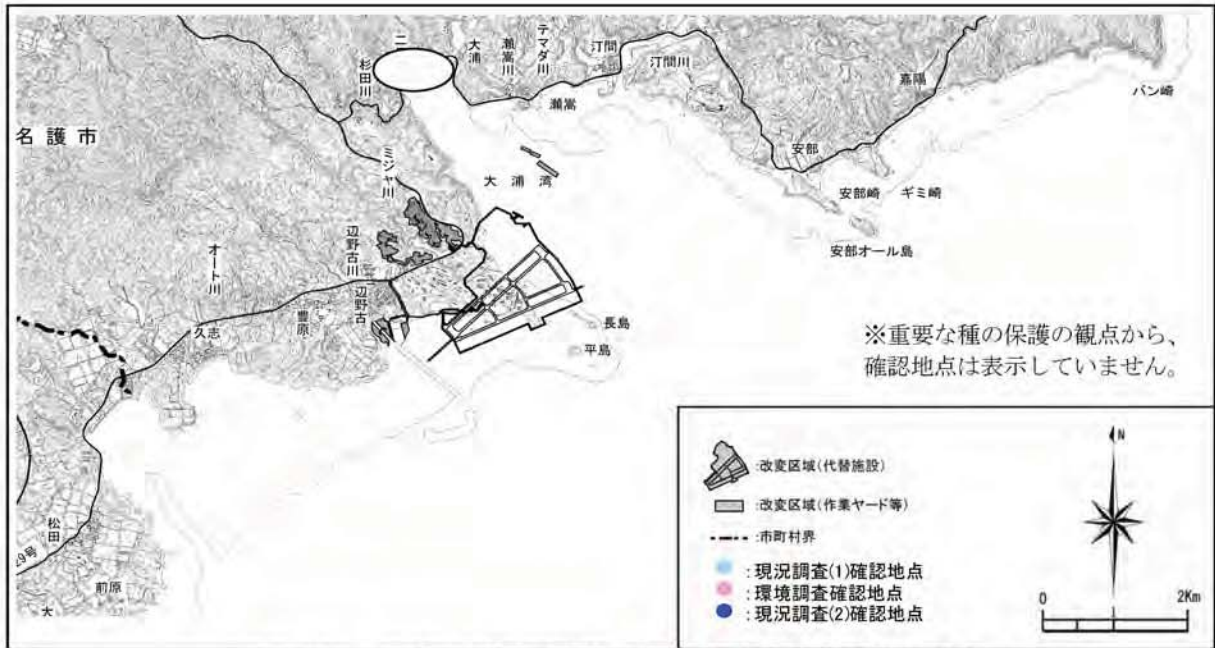 名護市
杉田川
二
大浦
瀬嵩川
テマダ川
汀間
汀間川
瀬嵩
嘉陽
バン崎
安部
安部崎
ギミ崎
安部オール島
大浦湾
ミジャ川
辺野古川
辺野古
オート川
豊原
久志
長島
平島
松田
29号
前原
大
※重要な種の保護の観点から、
確認地点は表示していません。
:改変区域(代替施設)
:改変区域(作業ヤード等)
:市町村界
:現況調査(1)確認地点
:環境調査確認地点
:現況調査(2)確認地点
N
0 2Km